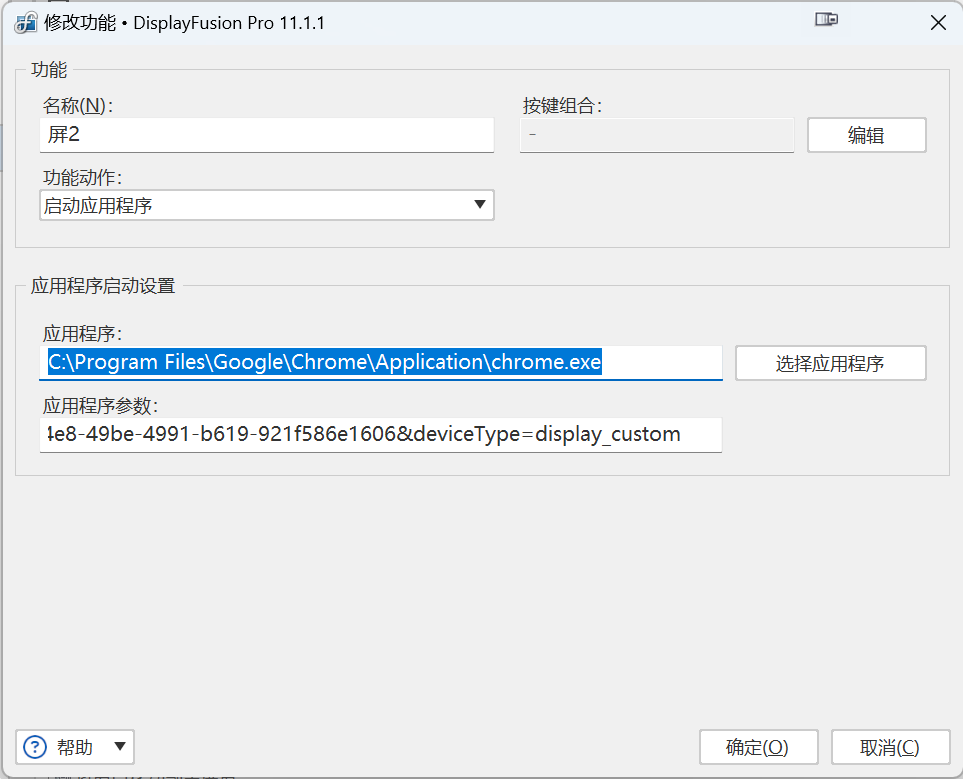 修改功能 • DisplayFusion Pro 11.1.1
功能
名称(N):
按键组合:
屏2
-
编辑
功能动作:
启动应用程序
应用程序启动设置
应用程序:
C:\Program Files\Google\Chrome\Application\chrome.exe
选择应用程序
应用程序参数:
4e8-49be-4991-b619-921f586e1606&deviceType=display_custom
? 帮助
确定(O)
取消(C)